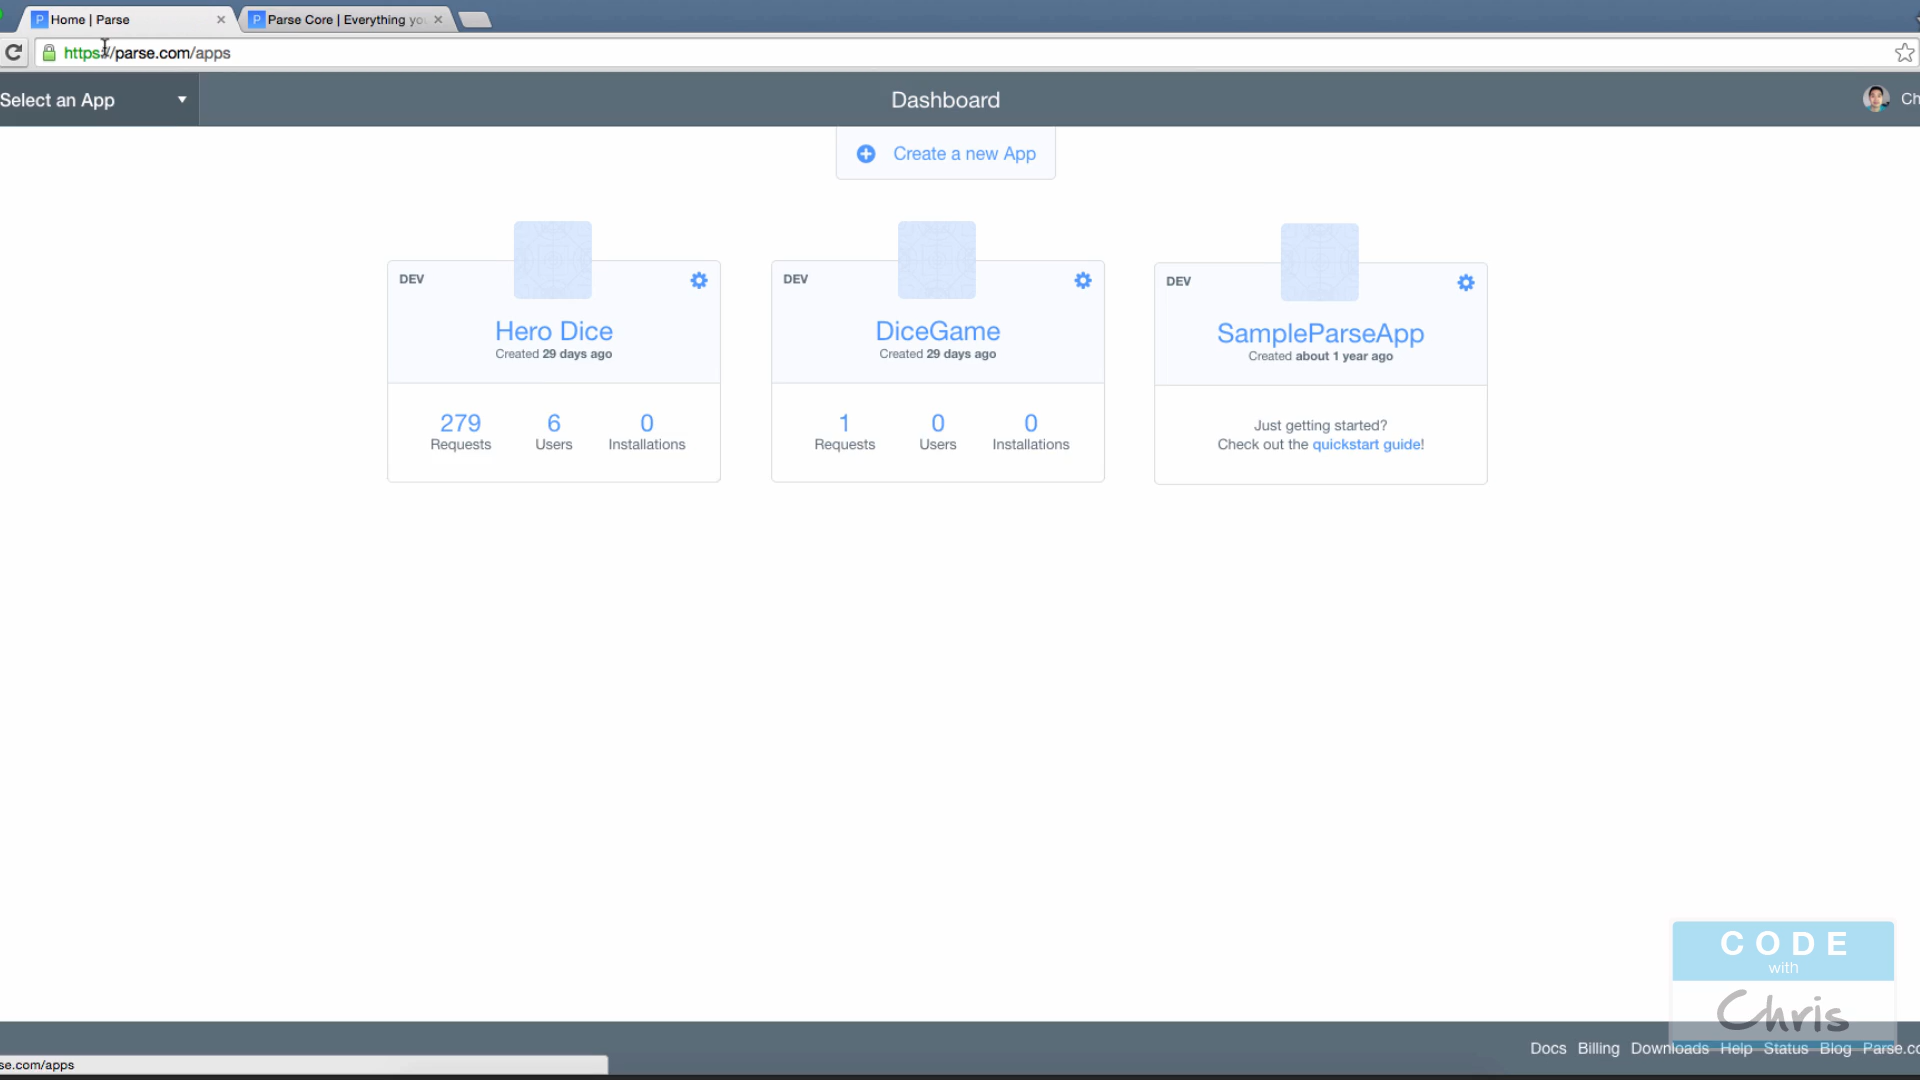 Home | Parse
Parse Core | Everything yo
https://parse.com/apps
Select an App
Dashboard
Ch
Create a new App
DEV
Hero Dice
Created 29 days ago
279 6 0
Requests Users Installations
DEV
DiceGame
Created 29 days ago
1 0 0
Requests Users Installations
DEV
SampleParseApp
Created about 1 year ago
Just getting started?
Check out the quickstart guide!
CODE
with
Chris
Docs Billing Downloads Help Status Blog Parse.co
se.com/apps